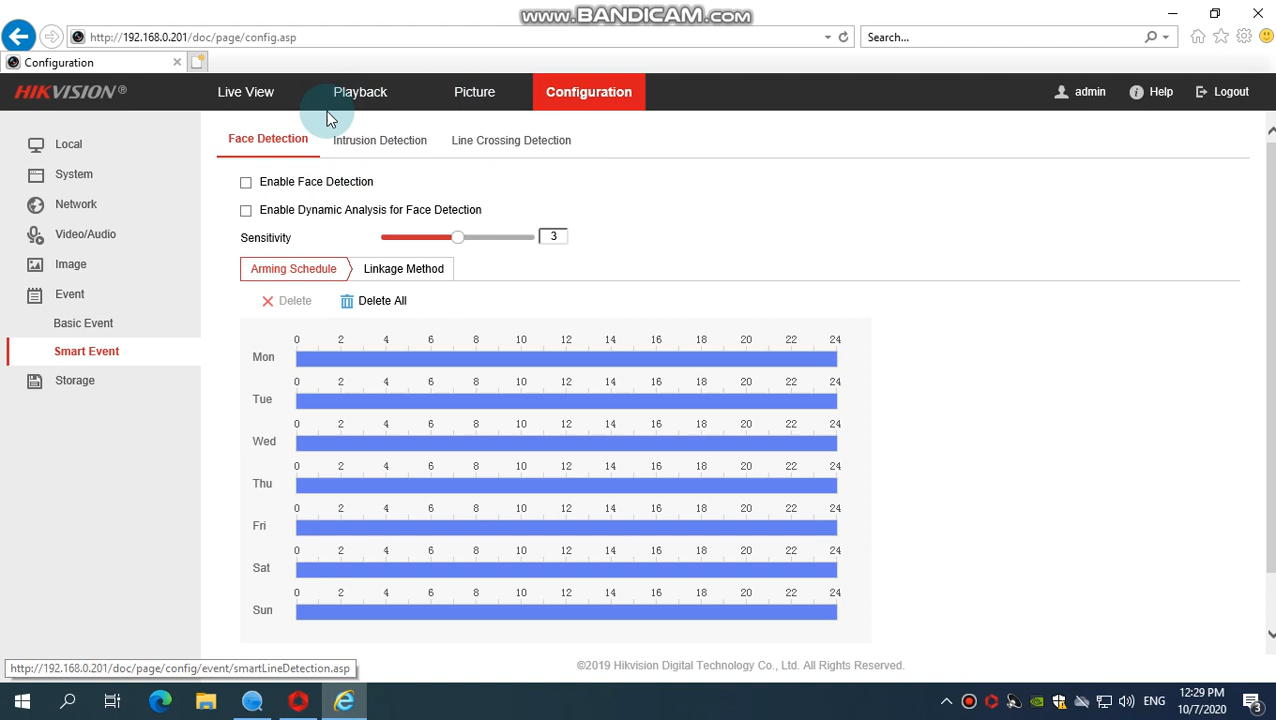 www.BANDICAM.com
http://192.168.0.201/doc/page/config.asp
Search...
Configuration
HIKVISION®
Live View
Playback
Picture
Configuration
admin
Help
Logout
Local
System
Network
Video/Audio
Image
Event
Basic Event
Smart Event
Storage
Face Detection
Intrusion Detection
Line Crossing Detection
Enable Face Detection
Enable Dynamic Analysis for Face Detection
Sensitivity 3
Arming Schedule
Linkage Method
Delete
Delete All
0 2 4 6 8 10 12 14 16 18 20 22 24
Mon
0 2 4 6 8 10 12 14 16 18 20 22 24
Tue
0 2 4 6 8 10 12 14 16 18 20 22 24
Wed
0 2 4 6 8 10 12 14 16 18 20 22 24
Thu
0 2 4 6 8 10 12 14 16 18 20 22 24
Fri
0 2 4 6 8 10 12 14 16 18 20 22 24
Sat
0 2 4 6 8 10 12 14 16 18 20 22 24
Sun
http://192.168.0.201/doc/page/config/event/smartLineDetection.asp
©2019 Hikvision Digital Technology Co., Ltd. All Rights Reserved.
ENG
12:29 PM
10/7/2020
3